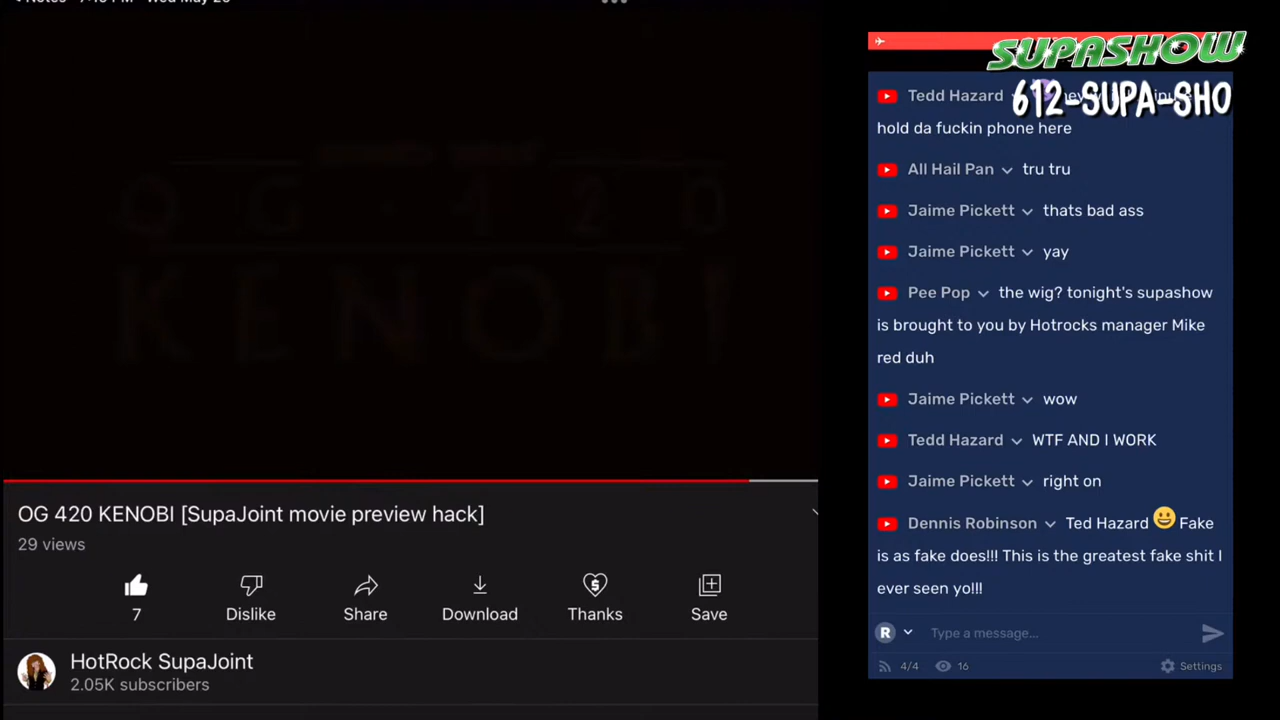 OG-420
KENOBI
OG 420 KENOBI [SupaJoint movie preview hack]
29 views
7
Dislike
Share
Download
Thanks
Save
HotRock SupaJoint
2.05K subscribers
SUPASHOW
612-SUPA-SHO
Tedd Hazard
hold da fuckin phone here
All Hail Pan tru tru
Jaime Pickett thats bad ass
Jaime Pickett yay
Pee Pop the wig? tonight's supashow
is brought to you by Hotrocks manager Mike
red duh
Jaime Pickett wow
Tedd Hazard WTF AND I WORK
Jaime Pickett right on
Dennis Robinson Ted Hazard 😀 Fake
is as fake does!!! This is the greatest fake shit I
ever seen yo!!!
R Type a message...
4/4 16 Settings